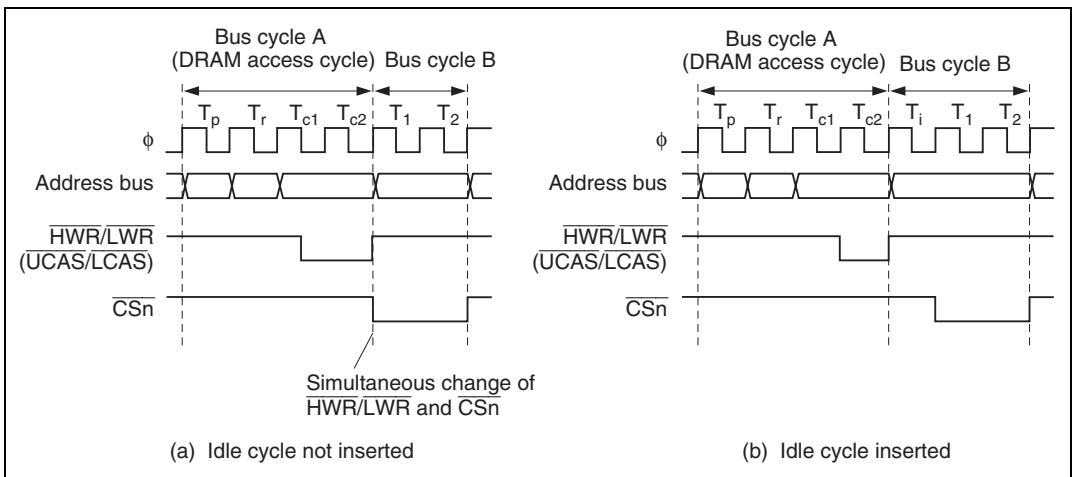 Bus cycle A
(DRAM access cycle) Bus cycle B
Tp Tr Tc1 Tc2 T1 T2
ϕ
Address bus
HWR/LWR
(UCAS/LCAS)
CSn
Simultaneous change of
HWR/LWR and CSn
(a) Idle cycle not inserted
Bus cycle A
(DRAM access cycle) Bus cycle B
Tp Tr Tc1 Tc2 Ti T1 T2
ϕ
Address bus
HWR/LWR
(UCAS/LCAS)
CSn
(b) Idle cycle inserted